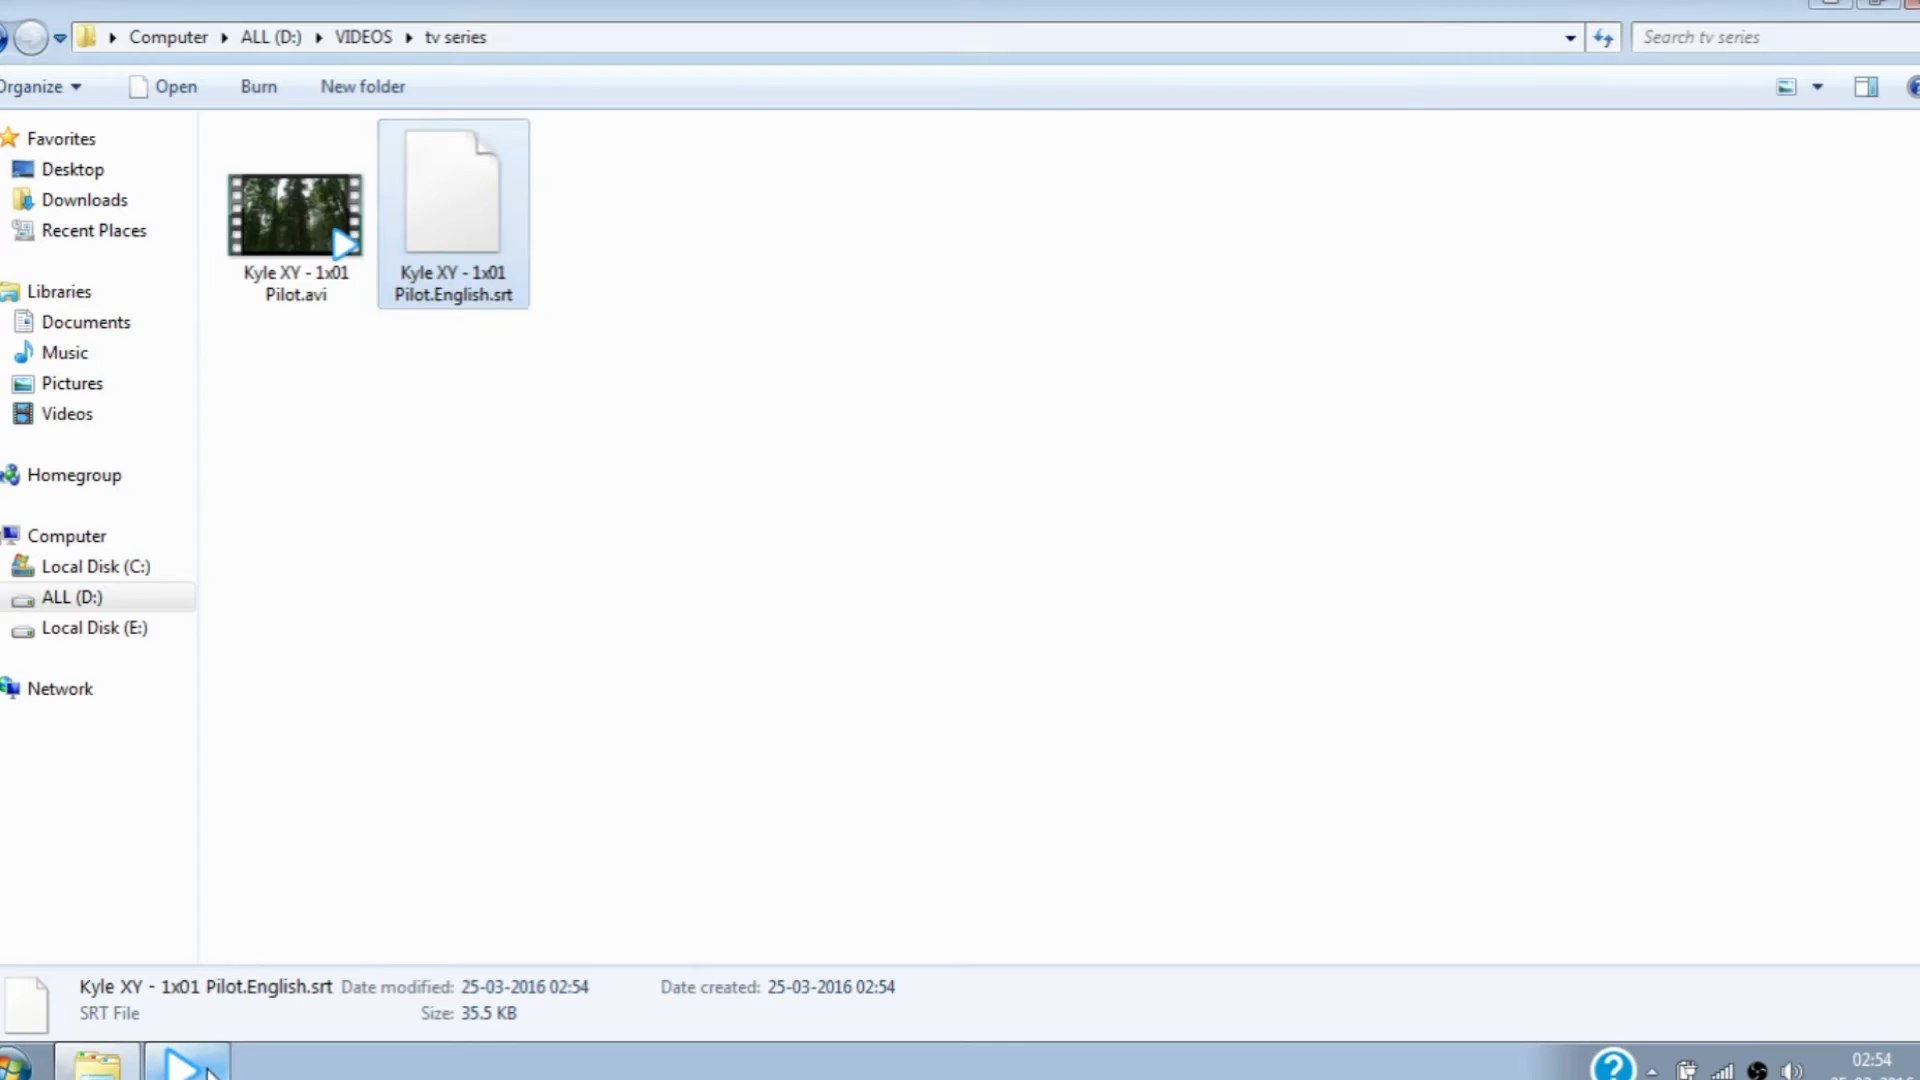 Computer ALL (D:) VIDEOS tv series
Search tv series
Organize Open Burn New folder
Favorites
Desktop
Downloads
Recent Places
Libraries
Documents
Music
Pictures
Videos
Homegroup
Computer
Local Disk (C:)
ALL (D:)
Local Disk (E:)
Network
Kyle XY - 1x01
Pilot.avi
Kyle XY - 1x01
Pilot.English.srt
Kyle XY - 1x01 Pilot.English.srt Date modified: 25-03-2016 02:54 Date created: 25-03-2016 02:54
SRT File Size: 35.5 KB
02:54